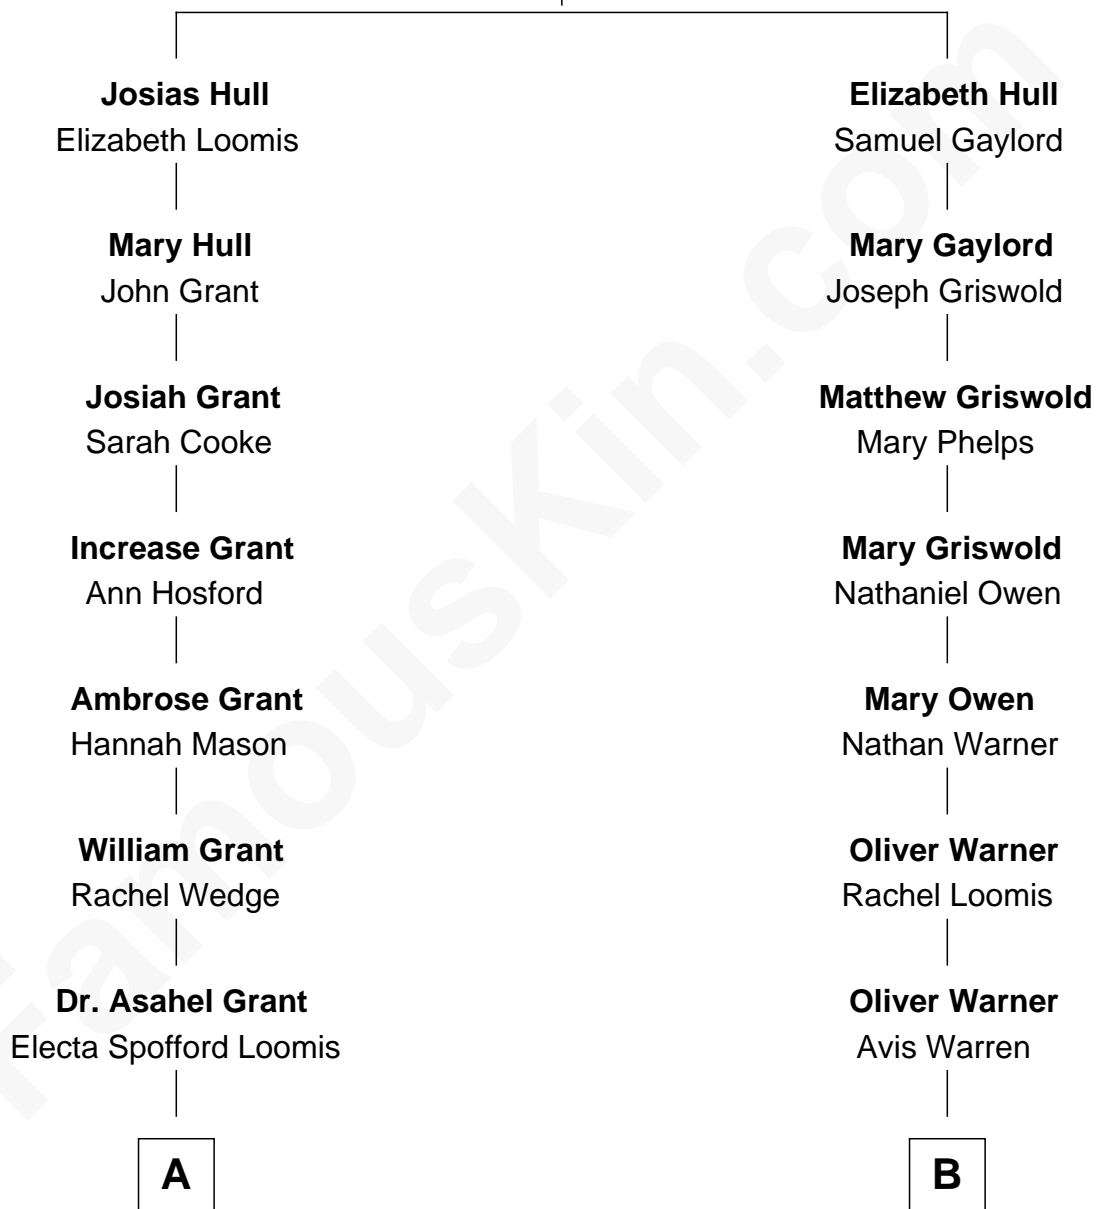 Josias Hull
Elizabeth Loomis
Mary Hull
John Grant
Josiah Grant
Sarah Cooke
Increase Grant
Ann Hosford
Ambrose Grant
Hannah Mason
William Grant
Rachel Wedge
Dr. Asahel Grant
Electa Spofford Loomis
A
Elizabeth Hull
Samuel Gaylord
Mary Gaylord
Joseph Griswold
Matthew Griswold
Mary Phelps
Mary Griswold
Nathaniel Owen
Mary Owen
Nathan Warner
Oliver Warner
Rachel Loomis
Oliver Warner
Avis Warren
B
FamousKin.com